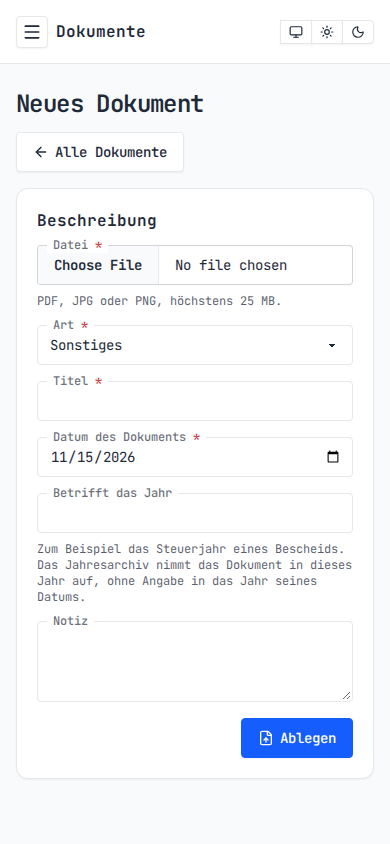 Dokumente
Neues Dokument
← Alle Dokumente
Beschreibung
Datei *
Choose File No file chosen
PDF, JPG oder PNG, höchstens 25 MB.
Art *
Sonstiges
Titel *
Datum des Dokuments *
11/15/2026
Betrifft das Jahr
Zum Beispiel das Steuerjahr eines Bescheids.
Das Jahresarchiv nimmt das Dokument in dieses
Jahr auf, ohne Angabe in das Jahr seines
Datums.
Notiz
Ablegen